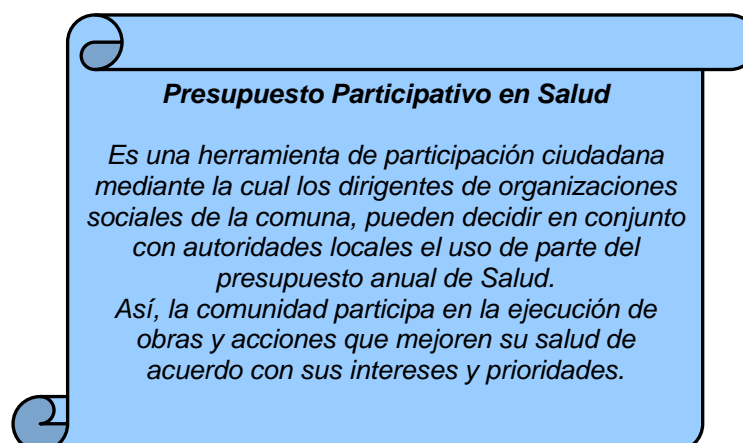 Presupuesto Participativo en Salud
Es una herramienta de participación ciudadana
mediante la cual los dirigentes de organizaciones
sociales de la comuna, pueden decidir en conjunto
con autoridades locales el uso de parte del
presupuesto anual de Salud.
Así, la comunidad participa en la ejecución de
obras y acciones que mejoren su salud de
acuerdo con sus intereses y prioridades.